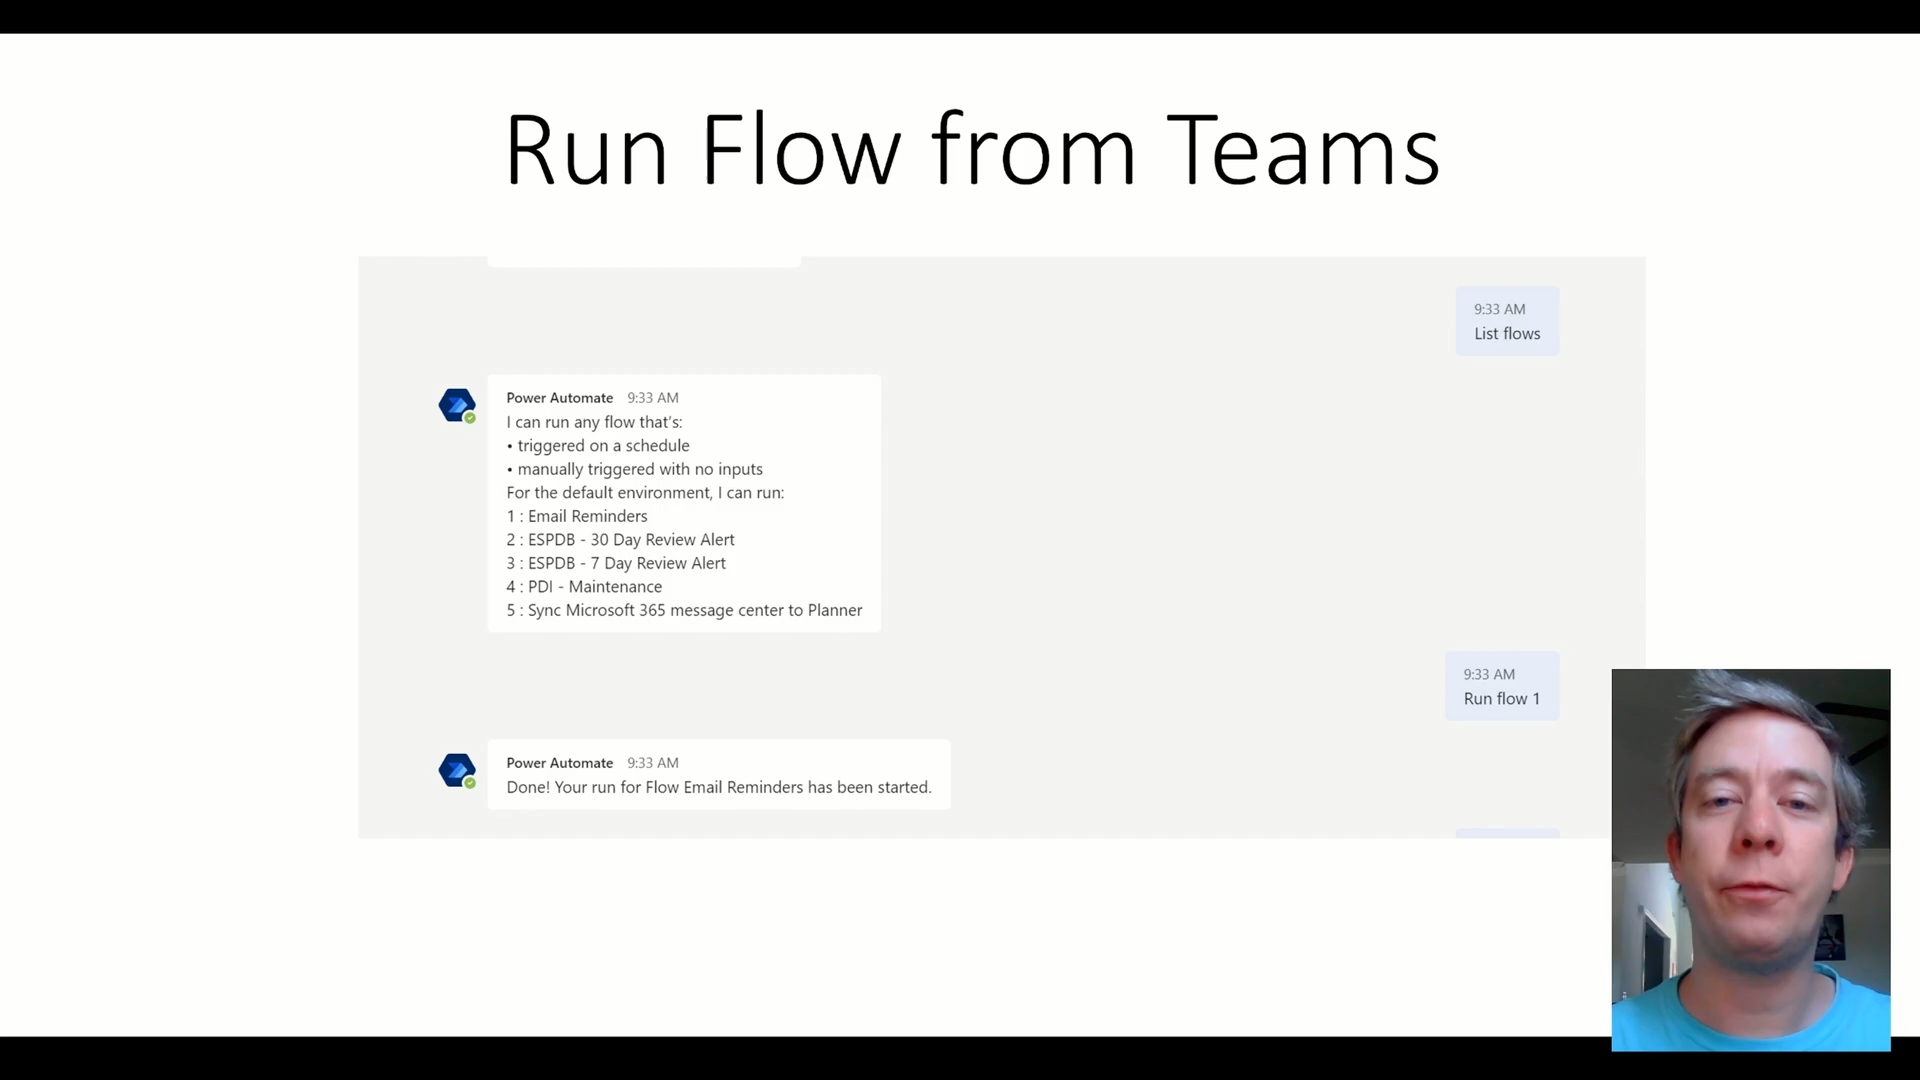 Run Flow from Teams
9:33 AM
List flows
Power Automate 9:33 AM
I can run any flow that's:
• triggered on a schedule
• manually triggered with no inputs
For the default environment, I can run:
1 : Email Reminders
2 : ESPDB - 30 Day Review Alert
3 : ESPDB - 7 Day Review Alert
4 : PDI - Maintenance
5 : Sync Microsoft 365 message center to Planner
9:33 AM
Run flow 1
Power Automate 9:33 AM
Done! Your run for Flow Email Reminders has been started.